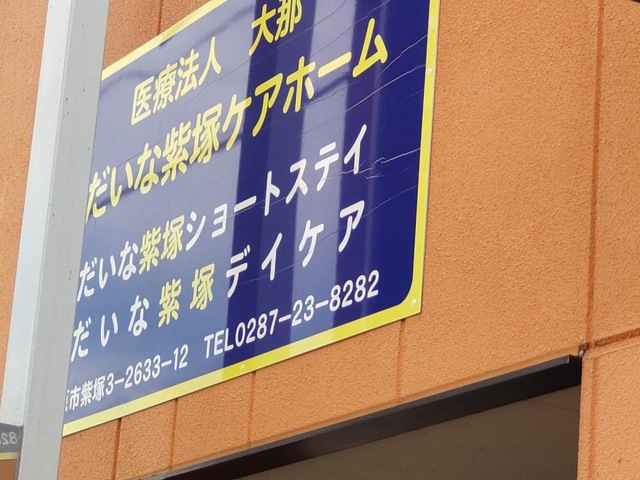 医療法人 大那
だいな紫塚ケアホーム
だいな紫塚ショートステイ
だいな紫塚デイケア
市紫塚3-2633-12 TEL0287-23-8282